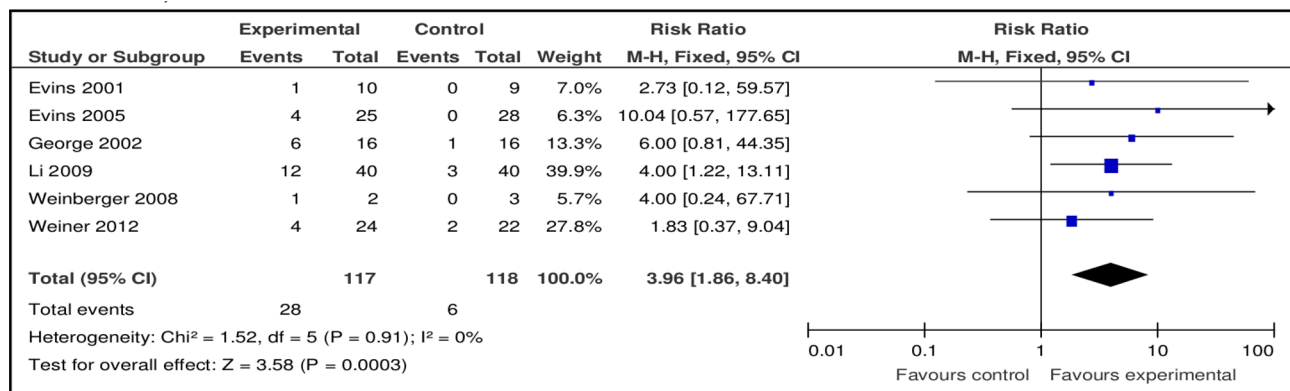 Experimental Control Risk Ratio Risk Ratio
Study or Subgroup Events Total Events Total Weight M-H, Fixed, 95% CI M-H, Fixed, 95% CI
Evins 2001 1 10 0 9 7.0% 2.73 [0.12, 59.57]
Evins 2005 4 25 0 28 6.3% 10.04 [0.57, 177.65]
George 2002 6 16 1 16 13.3% 6.00 [0.81, 44.35]
Li 2009 12 40 3 40 39.9% 4.00 [1.22, 13.11]
Weinberger 2008 1 2 0 3 5.7% 4.00 [0.24, 67.71]
Weiner 2012 4 24 2 22 27.8% 1.83 [0.37, 9.04]
Total (95% CI) 117 118 100.0% 3.96 [1.86, 8.40]
Total events 28 6
Heterogeneity: Chi² = 1.52, df = 5 (P = 0.91); I² = 0%
Test for overall effect: Z = 3.58 (P = 0.0003)
0.01 0.1 1 10 100
Favours control Favours experimental